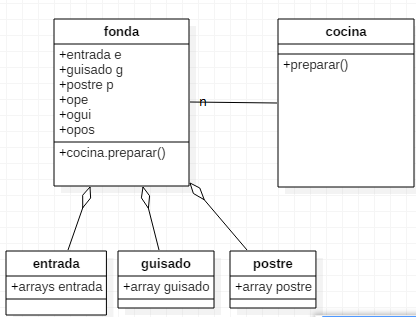 fonda
+entrada e
+guisado g
+postre p
+ope
+ogui
+opos
+cocina.preparar()
n
cocina
+preparar()
entrada
+arrays entrada
guisado
+array guisado
postre
+array postre